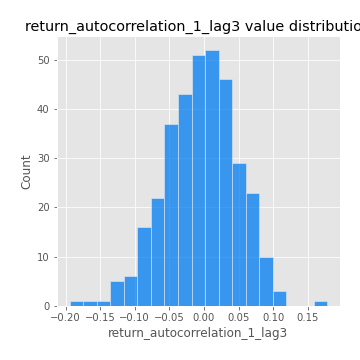 return_autocorrelation_1_lag3 value distributio
50
40
30
20
10
0
Count
−0.20 −0.15 −0.10 −0.05 0.00 0.05 0.10 0.15
return_autocorrelation_1_lag3